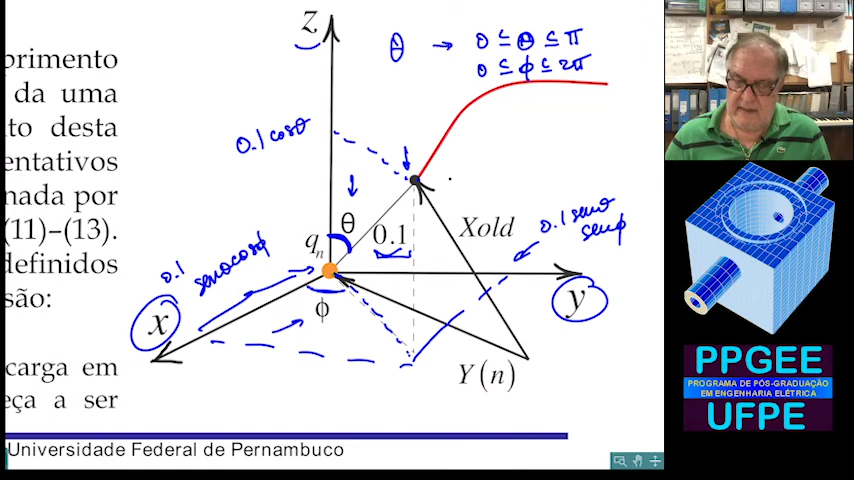 primento
da uma
to desta
entativos
nada por
(11)–(13).
definidos
são:
carga em
eça a ser
z
θ → 0 ≤ θ ≤ π
0 ≤ ϕ ≤ 2π
0.1 cosθ
θ
0.1
Xold
0.1 senθ
senϕ
qn
0.1
senθcosϕ
x
ϕ
y
Y(n)
Universidade Federal de Pernambuco
PPGEE
PROGRAMA DE PÓS-GRADUAÇÃO
EM ENGENHARIA ELÉTRICA
UFPE